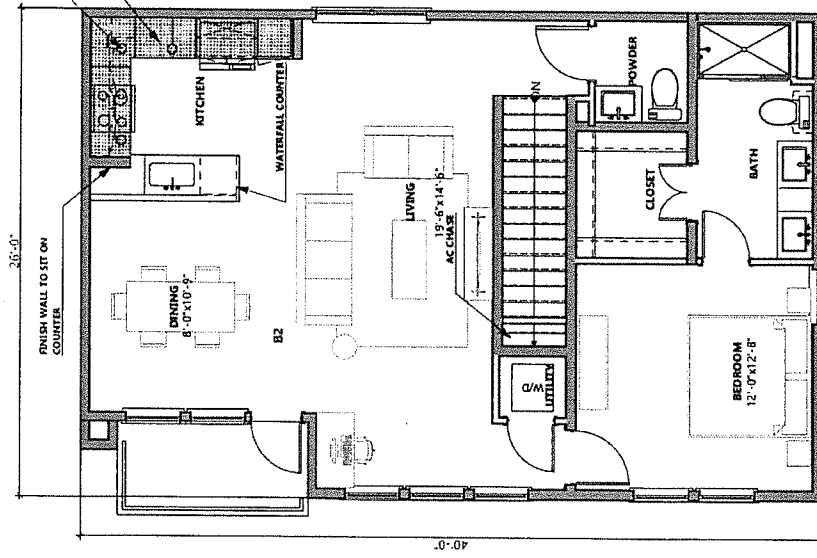 26'-0"
FINISH WALL TO SIT ON
COUNTER
KITCHEN
WATERFALL COUNTER
DINING
8'-0"x10'-9"
B2
LIVING
19'-6"x14'-6"
AC CHASE
DN
POWDER
CLOSET
BATH
W/D
UTILITY
BEDROOM
12'-0"x12'-8"
40'-0"